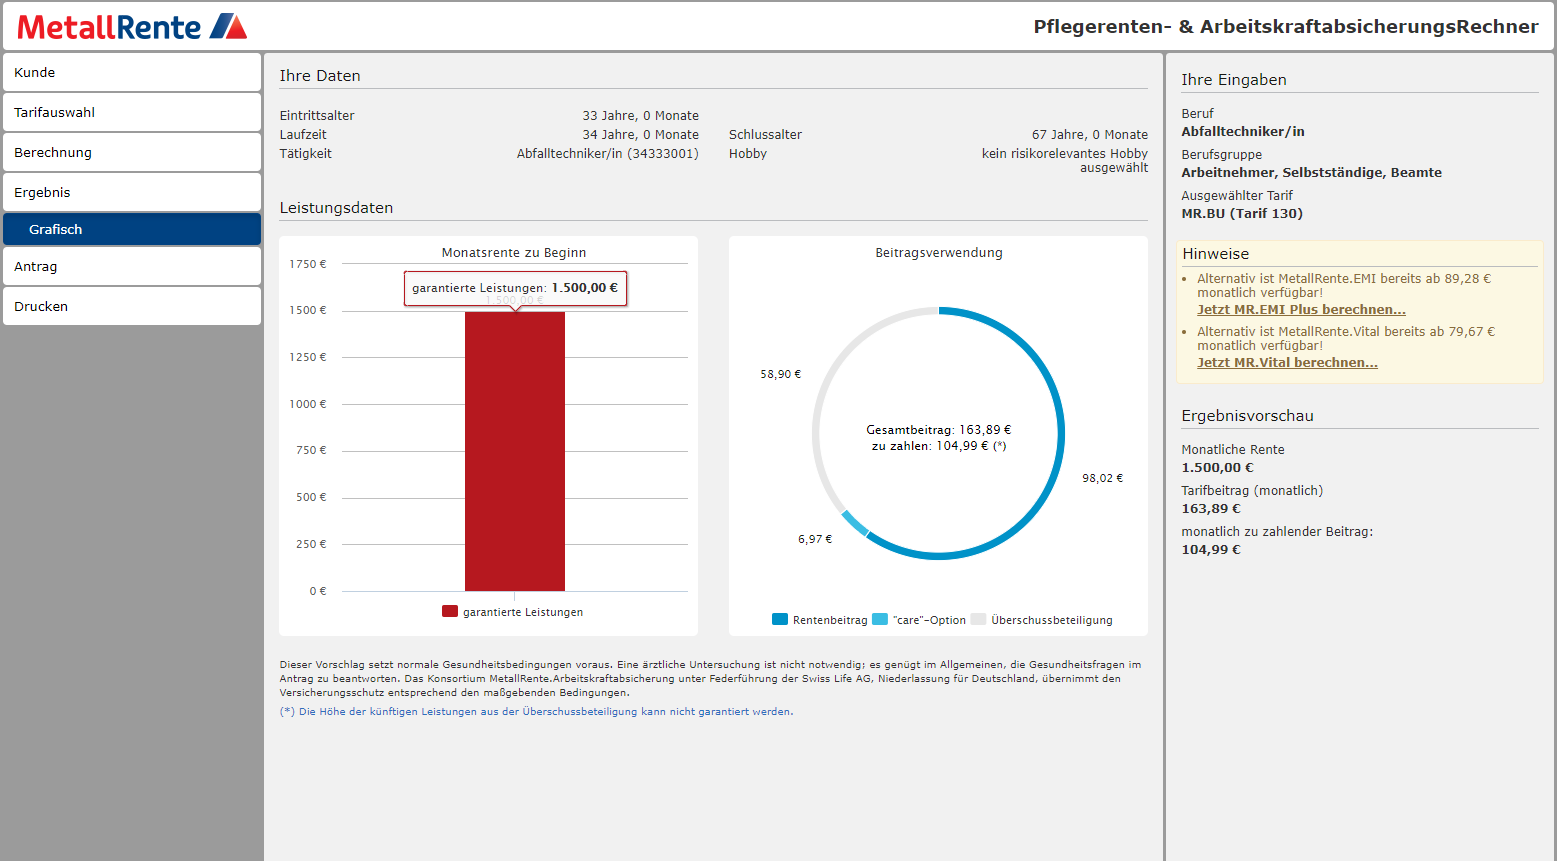 MetallRente
Pflegerenten- & ArbeitskraftabsicherungsRechner
Kunde
Tarifauswahl
Berechnung
Ergebnis
Grafisch
Antrag
Drucken
Ihre Daten
Eintrittsalter 33 Jahre, 0 Monate
Laufzeit 34 Jahre, 0 Monate Schlussalter 67 Jahre, 0 Monate
Tätigkeit Abfalltechniker/in (34333001) Hobby kein risikorelevantes Hobby
ausgewählt
Leistungsdaten
Monatsrente zu Beginn
1750 €
garantierte Leistungen: 1.500,00 €
1.500,00 €
1500 €
1250 €
1000 €
750 €
500 €
250 €
0 €
garantierte Leistungen
Beitragsverwendung
58,90 €
Gesamtbeitrag: 163,89 €
zu zahlen: 104,99 € (*)
98,02 €
6,97 €
Rentenbeitrag "care"-Option Überschussbeteiligung
Dieser Vorschlag setzt normale Gesundheitsbedingungen voraus. Eine ärztliche Untersuchung ist nicht notwendig; es genügt im Allgemeinen, die Gesundheitsfragen im
Antrag zu beantworten. Das Konsortium MetallRente.Arbeitskraftabsicherung unter Federführung der Swiss Life AG, Niederlassung für Deutschland, übernimmt den
Versicherungsschutz entsprechend den maßgebenden Bedingungen.
(*) Die Höhe der künftigen Leistungen aus der Überschussbeteiligung kann nicht garantiert werden.
Ihre Eingaben
Beruf
Abfalltechniker/in
Berufsgruppe
Arbeitnehmer, Selbstständige, Beamte
Ausgewählter Tarif
MR.BU (Tarif 130)
Hinweise
• Alternativ ist MetallRente.EMI bereits ab 89,28 €
monatlich verfügbar!
Jetzt MR.EMI Plus berechnen...
• Alternativ ist MetallRente.Vital bereits ab 79,67 €
monatlich verfügbar!
Jetzt MR.Vital berechnen...
Ergebnisvorschau
Monatliche Rente
1.500,00 €
Tarifbeitrag (monatlich)
163,89 €
monatlich zu zahlender Beitrag:
104,99 €